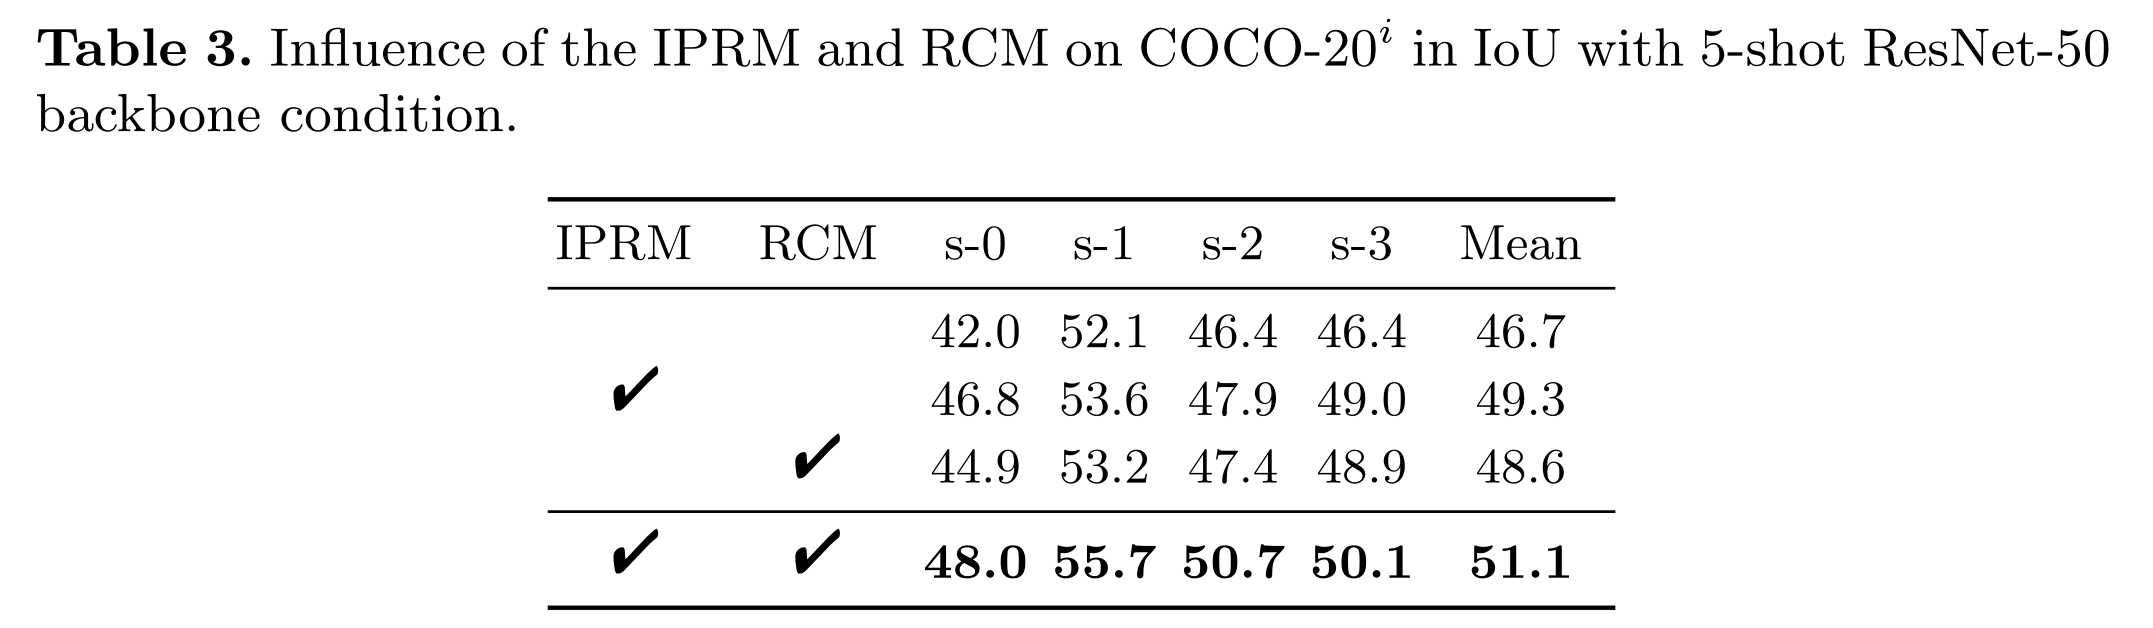 Table 3. Influence of the IPRM and RCM on COCO-20^i in IoU with 5-shot ResNet-50
backbone condition.
IPRM RCM s-0 s-1 s-2 s-3 Mean
42.0 52.1 46.4 46.4 46.7
✔ 46.8 53.6 47.9 49.0 49.3
✔ 44.9 53.2 47.4 48.9 48.6
✔ ✔ 48.0 55.7 50.7 50.1 51.1